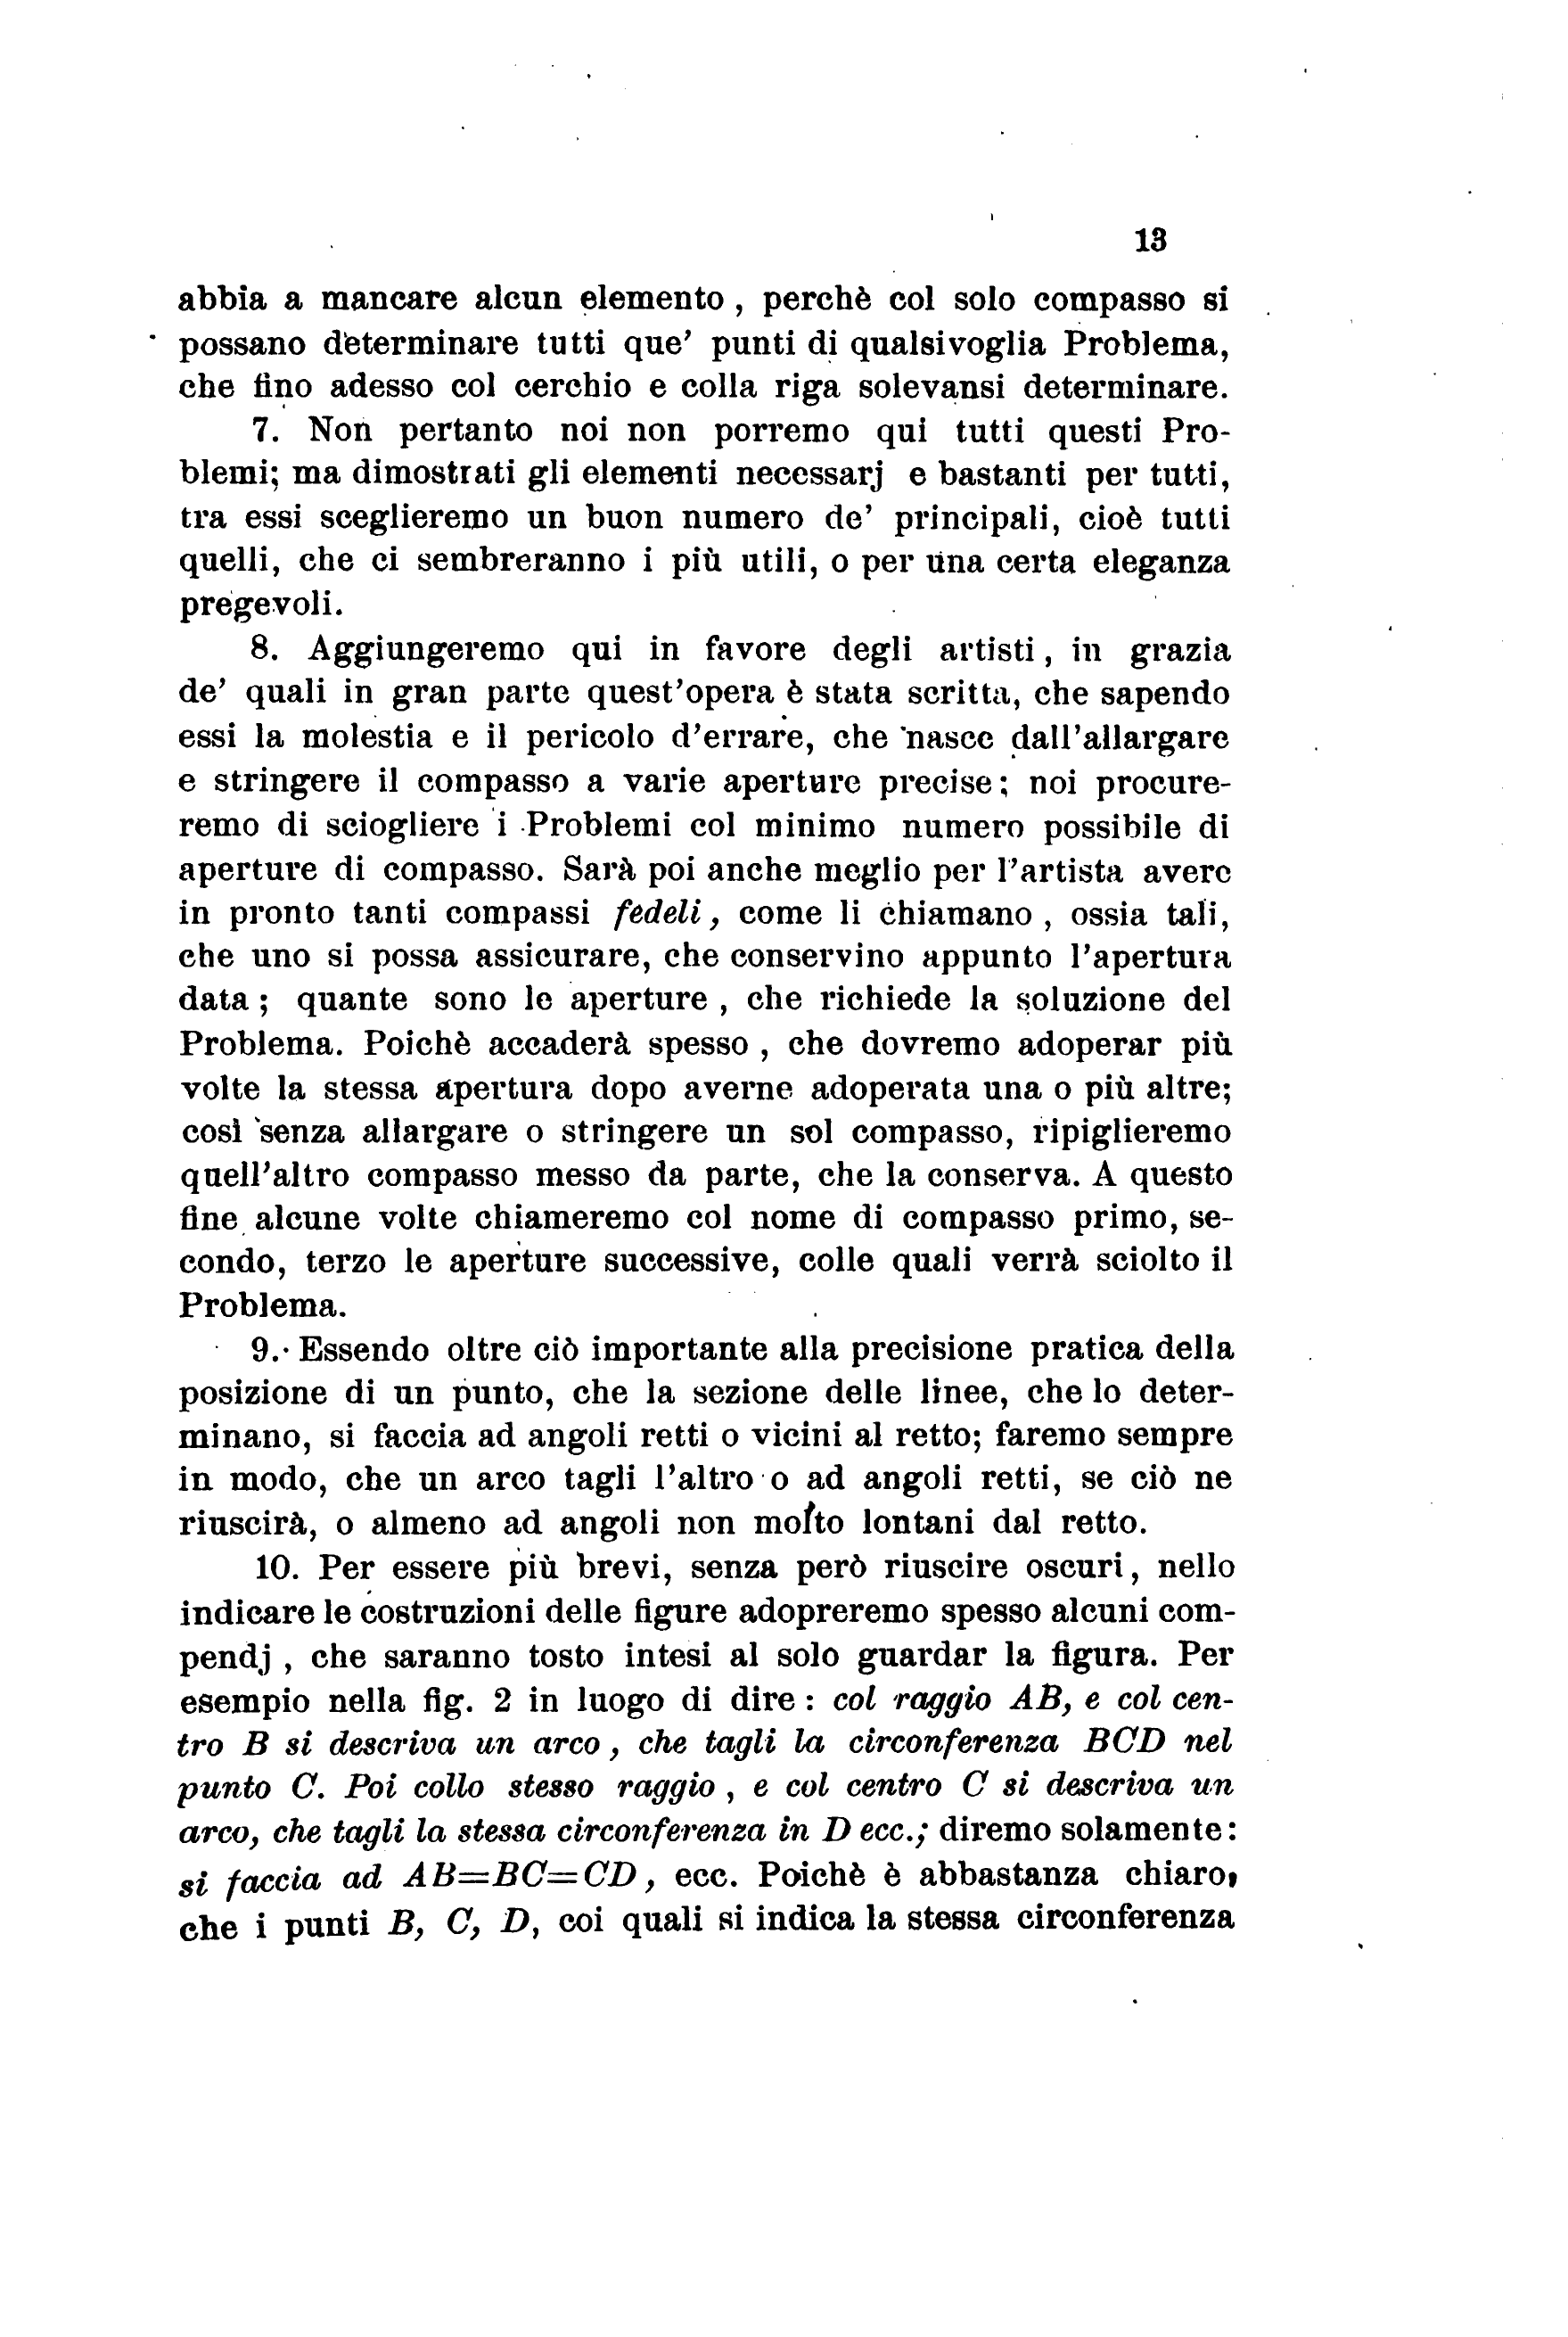 13
abbia a mancare alcun elemento, perchè col solo compasso si
possano determinare tutti que' punti di qualsivoglia Problema,
che fino adesso col cerchio e colla riga solevansi determinare.
7. Non pertanto noi non porremo qui tutti questi Pro-
blemi; ma dimostrati gli elementi necessarj e bastanti per tutti,
tra essi sceglieremo un buon numero de' principali, cioè tutti
quelli, che ci sembreranno i più utili, o per una certa eleganza
pregevoli.
8. Aggiungeremo qui in favore degli artisti, in grazia
de' quali in gran parte quest'opera è stata scritta, che sapendo
essi la molestia e il pericolo d'errare, che nasce dall'allargare
e stringere il compasso a varie aperture precise; noi procure-
remo di sciogliere i Problemi col minimo numero possibile di
aperture di compasso. Sarà poi anche meglio per l'artista avere
in pronto tanti compassi fedeli, come li chiamano, ossia tali,
che uno si possa assicurare, che conservino appunto l'apertura
data; quante sono le aperture, che richiede la soluzione del
Problema. Poichè accaderà spesso, che dovremo adoperar più
volte la stessa apertura dopo averne adoperata una o più altre;
così senza allargare o stringere un sol compasso, ripiglieremo
quell'altro compasso messo da parte, che la conserva. A questo
fine alcune volte chiameremo col nome di compasso primo, se-
condo, terzo le aperture successive, colle quali verrà sciolto il
Problema.
9. Essendo oltre ciò importante alla precisione pratica della
posizione di un punto, che la sezione delle linee, che lo deter-
minano, si faccia ad angoli retti o vicini al retto; faremo sempre
in modo, che un arco tagli l'altro o ad angoli retti, se ciò ne
riuscirà, o almeno ad angoli non molto lontani dal retto.
10. Per essere più brevi, senza però riuscire oscuri, nello
indicare le costruzioni delle figure adopreremo spesso alcuni com-
pendj, che saranno tosto intesi al solo guardar la figura. Per
esempio nella fig. 2 in luogo di dire: col raggio AB, e col cen-
tro B si descriva un arco, che tagli la circonferenza BCD nel
punto C. Poi collo stesso raggio, e col centro C si descriva un
arco, che tagli la stessa circonferenza in D ecc.; diremo solamente:
si faccia ad AB=BC=CD, ecc. Poichè è abbastanza chiaro,
che i punti B, C, D, coi quali si indica la stessa circonferenza